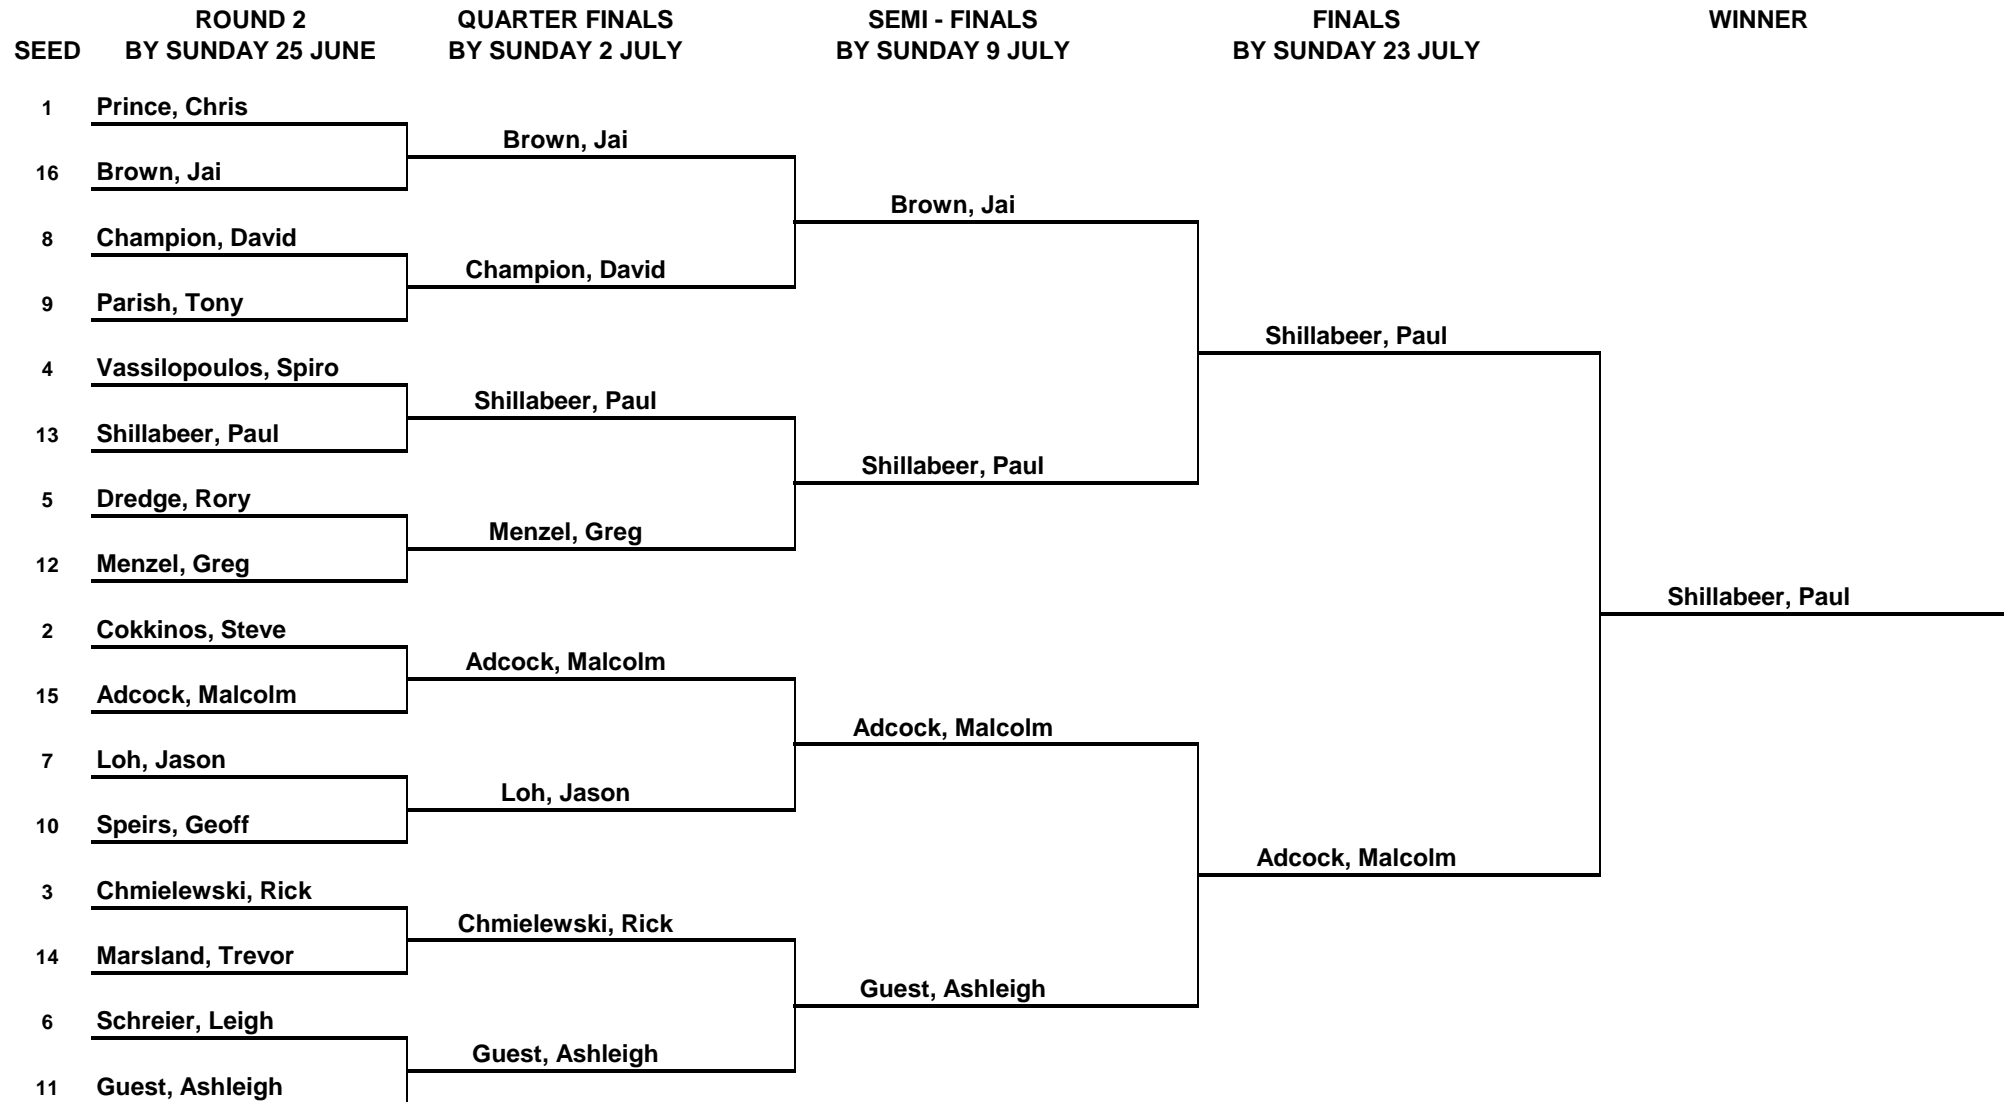 ROUND 2 QUARTER FINALS SEMI - FINALS FINALS WINNER
SEED BY SUNDAY 25 JUNE BY SUNDAY 2 JULY BY SUNDAY 9 JULY BY SUNDAY 23 JULY
1 Prince, Chris
Brown, Jai
16 Brown, Jai
Brown, Jai
8 Champion, David
Champion, David
9 Parish, Tony
Shillabeer, Paul
4 Vassilopoulos, Spiro
Shillabeer, Paul
13 Shillabeer, Paul
Shillabeer, Paul
5 Dredge, Rory
Menzel, Greg
12 Menzel, Greg
Shillabeer, Paul
2 Cokkinos, Steve
Adcock, Malcolm
15 Adcock, Malcolm
Adcock, Malcolm
7 Loh, Jason
Loh, Jason
10 Speirs, Geoff
Adcock, Malcolm
3 Chmielewski, Rick
Chmielewski, Rick
14 Marsland, Trevor
Guest, Ashleigh
6 Schreier, Leigh
Guest, Ashleigh
11 Guest, Ashleigh